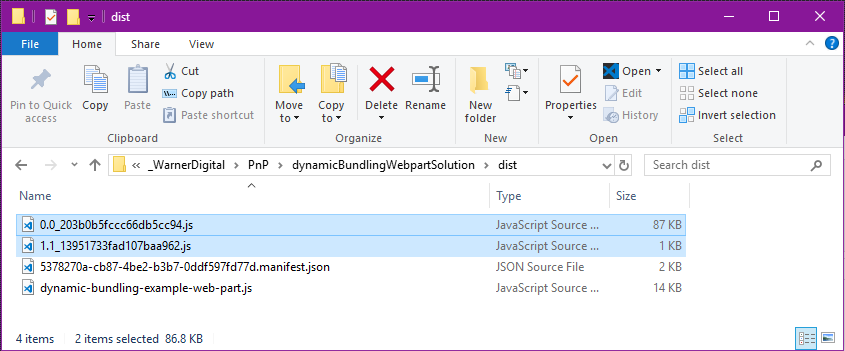 dist
File Home Share View
Pin to Quick access
Copy
Paste
Cut
Copy path
Paste shortcut
Clipboard
Move to
Copy to
Delete
Rename
Organize
New folder
New
Properties
Open
Edit
History
Open
Select all
Select none
Invert selection
Select
« _WarnerDigital > PnP > dynamicBundlingWebpartSolution > dist
Search dist
Name Type Size
0.0_203b0b5fccc66db5cc94.js JavaScript Source ... 87 KB
1.1_13951733fad107baa962.js JavaScript Source ... 1 KB
5378270a-cb87-4be2-b3b7-0ddf597fd77d.manifest.json JSON Source File 2 KB
dynamic-bundling-example-web-part.js JavaScript Source ... 14 KB
4 items 2 items selected 86.8 KB